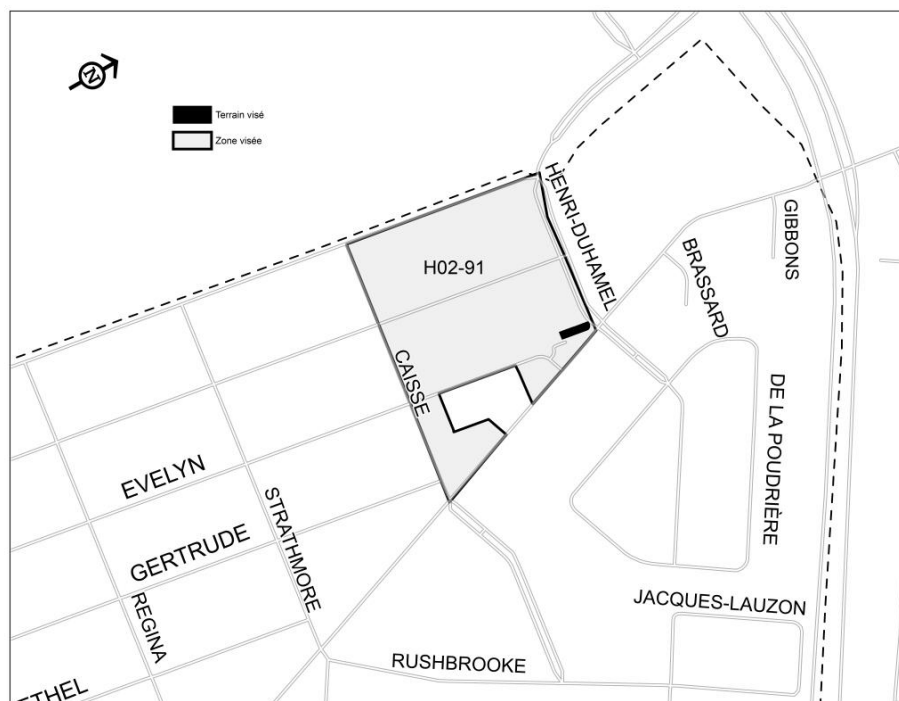 N
Terrain visé
Zone visée
HENRI-DUHAMEL
GIBBONS
H02-91
BRASSARD
CAISSE
DE LA POUDRIÈRE
EVELYN
STRATHMORE
GERTRUDE
REGINA
JACQUES-LAUZON
RUSHBROOKE
ETHEL